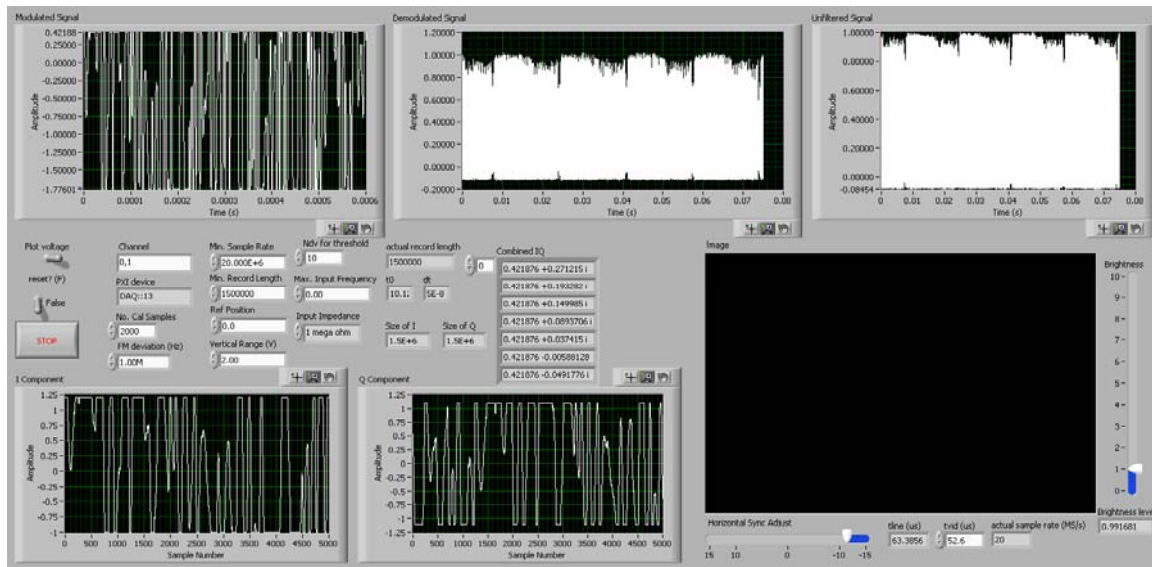 Modulated Signal
0.42188
0.25000
0.00000
-0.25000
-0.50000
-0.75000
-1.00000
-1.25000
-1.50000
-1.77601
Amplitude
0 0.0001 0.0002 0.0003 0.0004 0.0005 0.0006
Time (s)
Demodulated Signal
1.20000
1.00000
0.80000
0.60000
0.40000
0.20000
0.00000
-0.20000
Amplitude
0.00 0.01 0.02 0.03 0.04 0.05 0.06 0.07 0.08
Time (s)
Unfiltered Signal
1.00000
0.80000
0.60000
0.40000
0.20000
0.00000
-0.08454
Amplitude
0.00 0.01 0.02 0.03 0.04 0.05 0.06 0.07 0.08
Time (s)
Plot voltage
reset? (F)
False
STOP
Channel
0,1
PXI device
DAQ::13
No. Cal Samples
2000
FM deviation (Hz)
1.00M
Min. Sample Rate
20.000E+6
Min. Record Length
1500000
Ref Position
0.0
Vertical Range (V)
2.00
Ndv for threshold
10
Max. Input Frequency
0.00
Input Impedance
1 mega ohm
actual record length
1500000
t0 dt
10.1 5E-8
Size of I Size of Q
1.5E+6 1.5E+6
Combined IQ
0
0.421876 +0.271215 i
0.421876 +0.193282 i
0.421876 +0.149985 i
0.421876 +0.0893706 i
0.421876 +0.037415 i
0.421876 -0.00588128
0.421876 -0.0491776 i
Image
Brightness
10
9
8
7
6
5
4
3
2
1
0
Brightness leve
0.991681
I Component
1.25
1
0.75
0.5
0.25
0
-0.25
-0.5
-0.75
-1
Amplitude
0 500 1000 1500 2000 2500 3000 3500 4000 4500 5000
Sample Number
Q Component
1.25
1
0.75
0.5
0.25
0
-0.25
-0.5
-0.75
-1
-1.25
Amplitude
0 500 1000 1500 2000 2500 3000 3500 4000 4500 5000
Sample Number
Horizontal Sync Adjust
15 10 0 -10 -15
tline (us)
63.3856
tvid (us)
52.6
actual sample rate (MS/s)
20